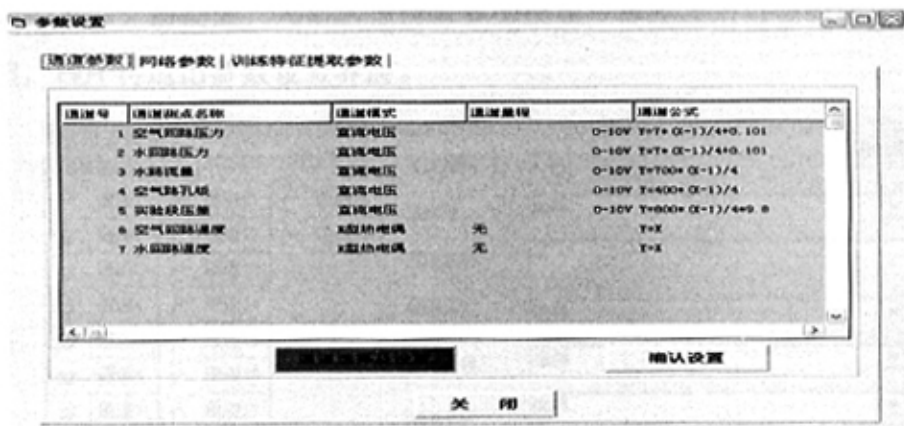 参数设置
通道参数 网络参数 训练特征提取参数
通道号 通道测点名称 通道模式 通道量程 通道公式
1 空气回路压力 直流电压 0-10V Y=7*(X-1)/4+0.101
2 水回路压力 直流电压 0-10V Y=7*(X-1)/4+0.101
3 水路流量 直流电压 0-10V Y=700*(X-1)/4
4 空气路孔板 直流电压 0-10V Y=400*(X-1)/4
5 实验段压差 直流电压 0-10V Y=800*(X-1)/4*9.8
6 空气回路温度 K型热电偶 无 Y=X
7 水回路温度 K型热电偶 无 Y=X
确认设置
关 闭